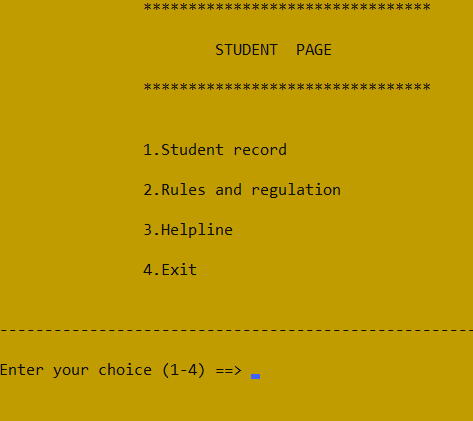 ********************************
STUDENT  PAGE
********************************
1.Student record
2.Rules and regulation
3.Helpline
4.Exit
-----------------------------------------------------
Enter your choice (1-4) ==>